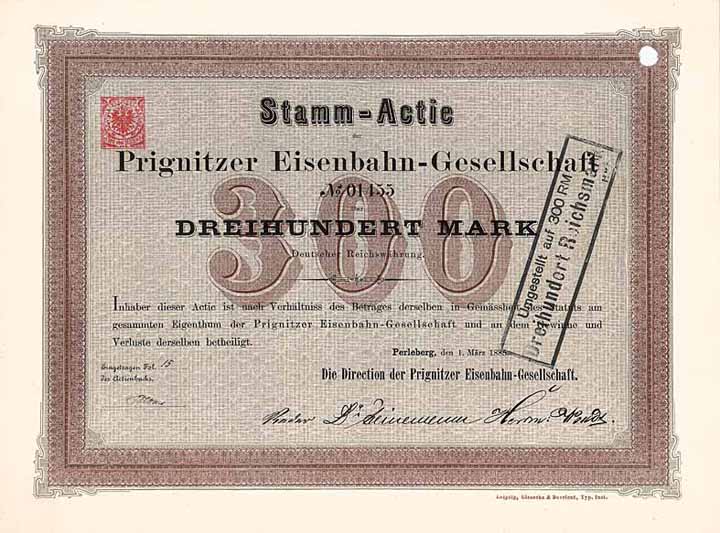 Stamm-Actie
der
Prignitzer Eisenbahn-Gesellschaft
No. 01455
über
DREIHUNDERT MARK
300
Deutscher Reichswährung.
Inhaber dieser Actie ist nach Verhältniss des Betrages derselben in Gemässheit des Statuts am
gesammten Eigenthum der Prignitzer Eisenbahn-Gesellschaft und an dem Gewinne und
Verluste derselben betheiligt.
Perleberg, den 1. März 1885.
Eingetragen Fol. 15
des Actienbuchs.
Die Direction der Prignitzer Eisenbahn-Gesellschaft.
Umgestellt auf 300 RM
Dreihundert Reichsmark
Leipzig, Giesecke & Devrient, Typ. Inst.